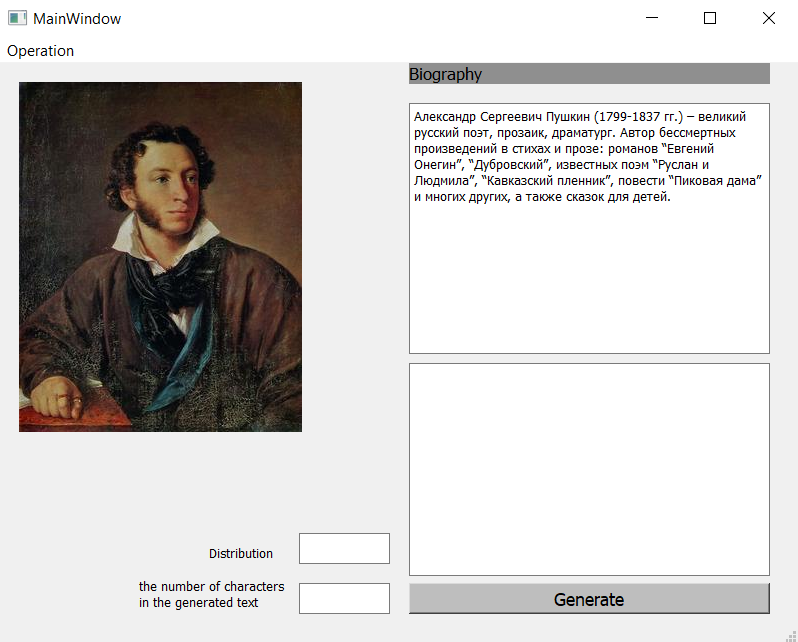 MainWindow
Operation
Biography
Александр Сергеевич Пушкин (1799-1837 гг.) – великий
русский поэт, прозаик, драматург. Автор бессмертных
произведений в стихах и прозе: романов “Евгений
Онегин”, “Дубровский”, известных поэм “Руслан и
Людмила”, “Кавказский пленник”, повести “Пиковая дама”
и многих других, а также сказок для детей.
Distribution
the number of characters
in the generated text
Generate